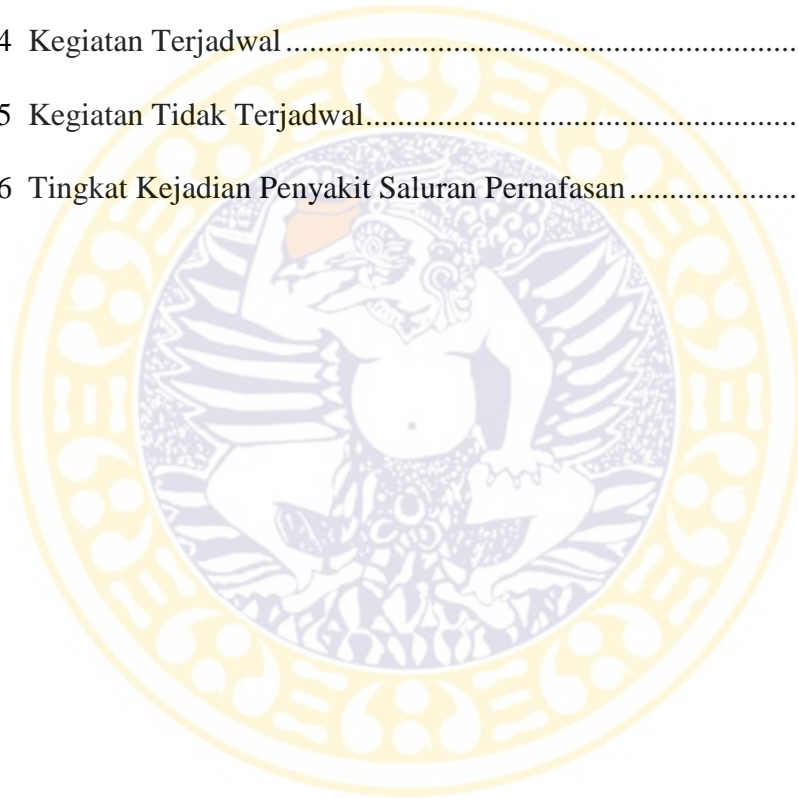 4 Kegiatan Terjadwal ...............................................................
5 Kegiatan Tidak Terjadwal.....................................................
6 Tingkat Kejadian Penyakit Saluran Pernafasan .....................